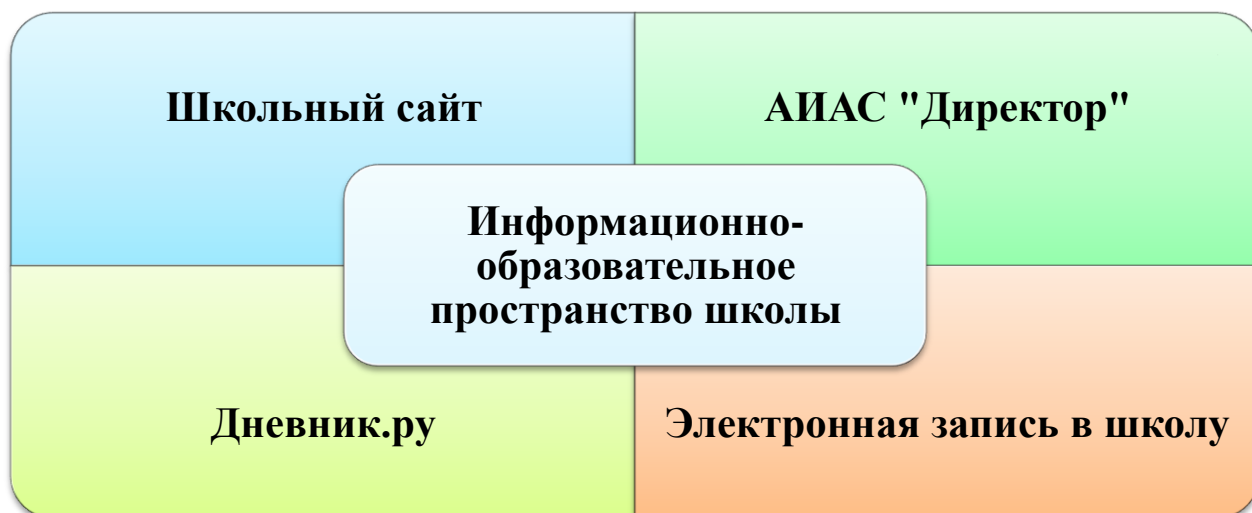 Школьный сайт
АИАС "Директор"
Информационно-
образовательное
пространство школы
Дневник.ру
Электронная запись в школу